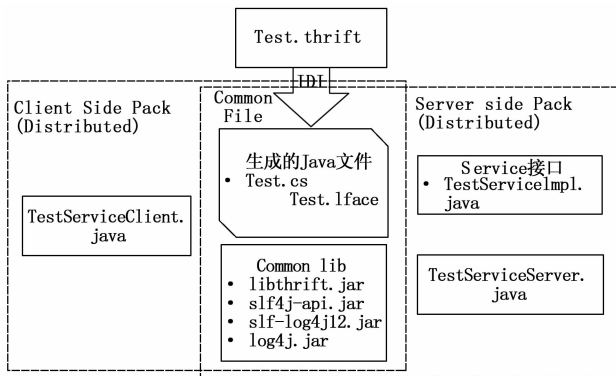 Test.thrift
IDI
Client Side Pack
(Distributed)
TestServiceClient.
java
Common
File
生成的Java文件
• Test.cs
Test.lface
Common lib
• libthrift.jar
• slf4j-api.jar
• slf-log4j12.jar
• log4j.jar
Server side Pack
(Distributed)
Service接口
• TestServicelmpl.
java
TestServiceServer.
java